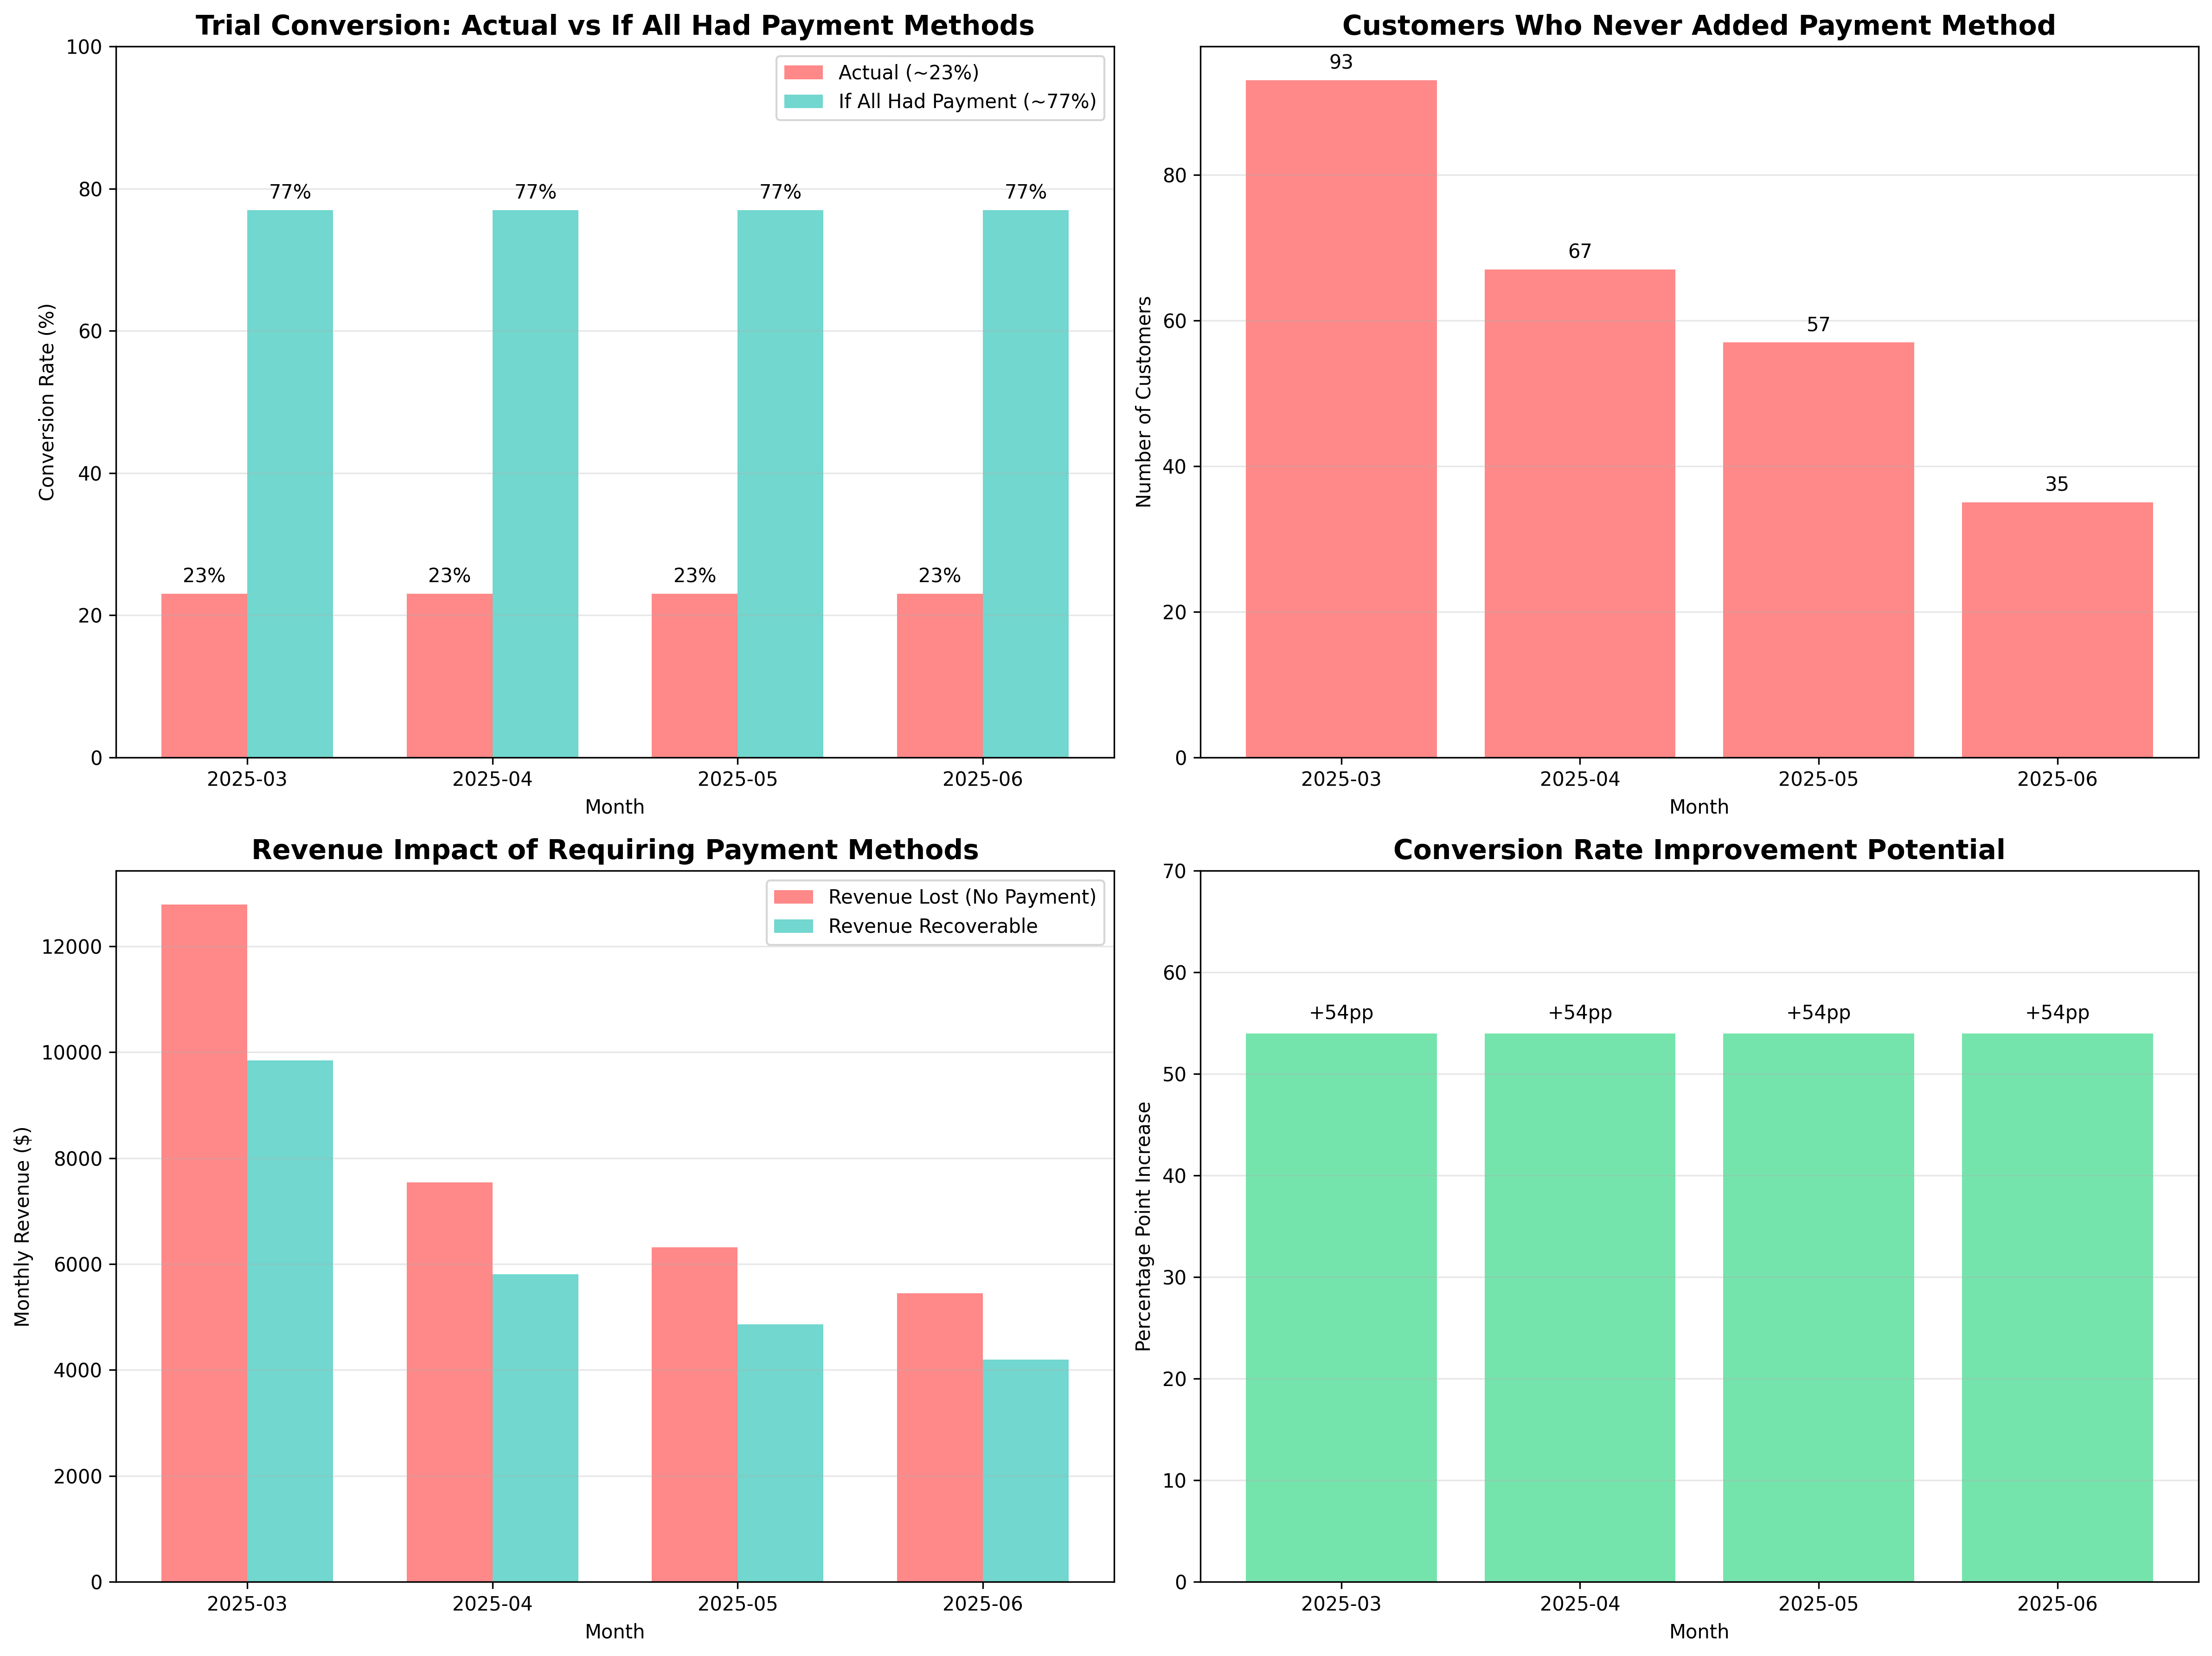 Trial Conversion: Actual vs If All Had Payment Methods
Actual (~23%)
If All Had Payment (~77%)
Conversion Rate (%)
100
80
60
40
20
0
77%
77%
77%
77%
23%
23%
23%
23%
2025-03
2025-04
2025-05
2025-06
Month
Customers Who Never Added Payment Method
Number of Customers
80
60
40
20
0
93
67
57
35
2025-03
2025-04
2025-05
2025-06
Month
Revenue Impact of Requiring Payment Methods
Revenue Lost (No Payment)
Revenue Recoverable
Monthly Revenue ($)
12000
10000
8000
6000
4000
2000
0
2025-03
2025-04
2025-05
2025-06
Month
Conversion Rate Improvement Potential
Percentage Point Increase
70
60
50
40
30
20
10
0
+54pp
+54pp
+54pp
+54pp
2025-03
2025-04
2025-05
2025-06
Month